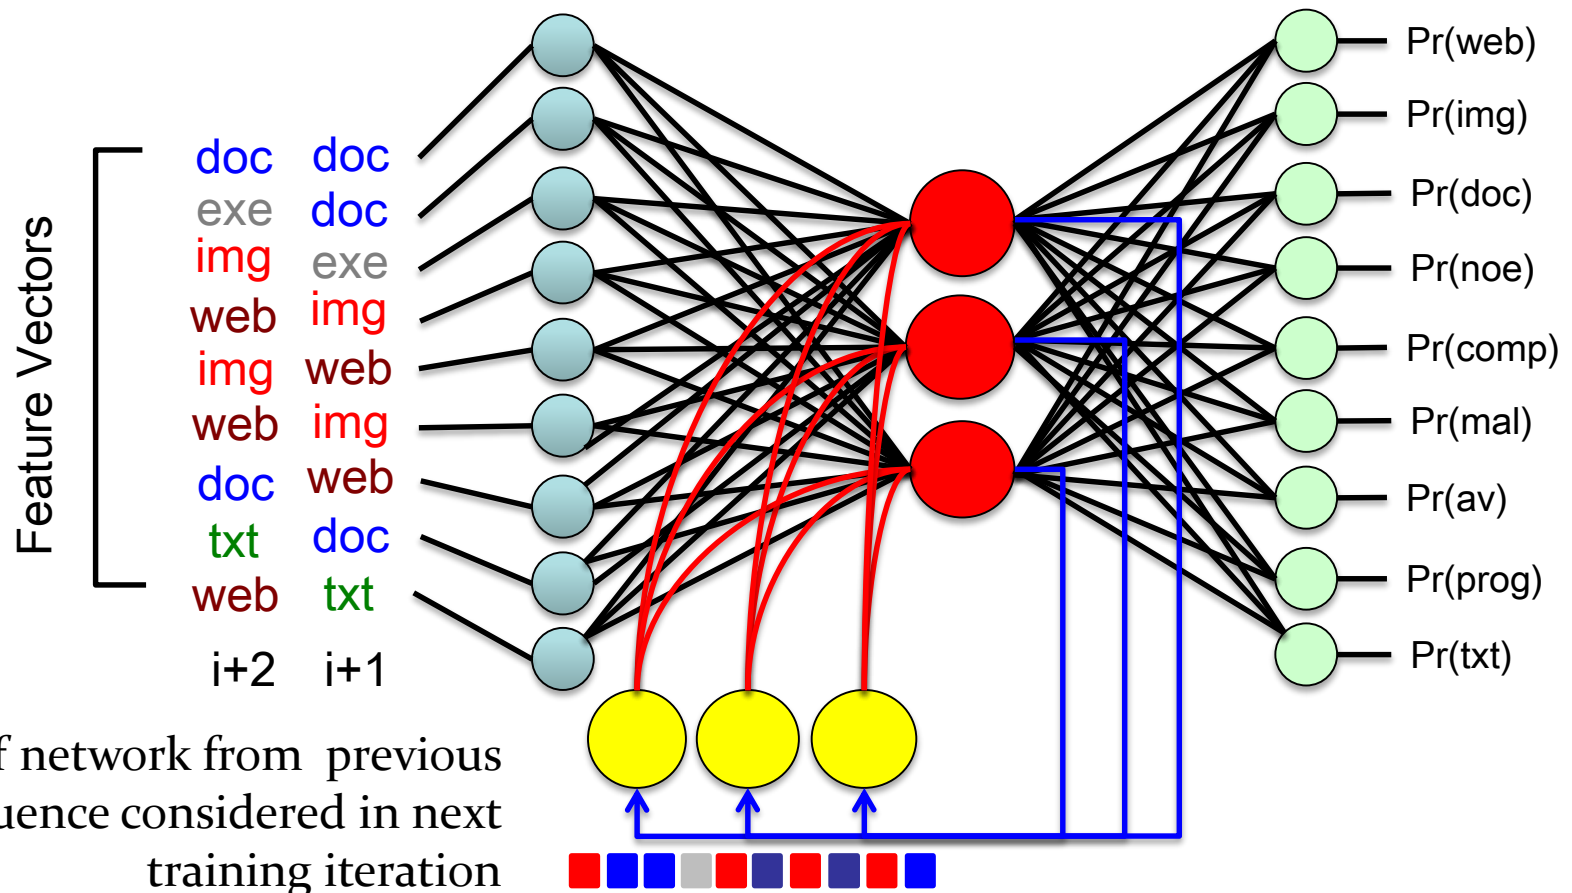 Feature Vectors
doc doc
exe doc
img exe
web img
img web
web img
doc web
txt doc
web txt
i+2 i+1
Pr(web)
Pr(img)
Pr(doc)
Pr(noe)
Pr(comp)
Pr(mal)
Pr(av)
Pr(prog)
Pr(txt)
network from previous
considered in next
training iteration